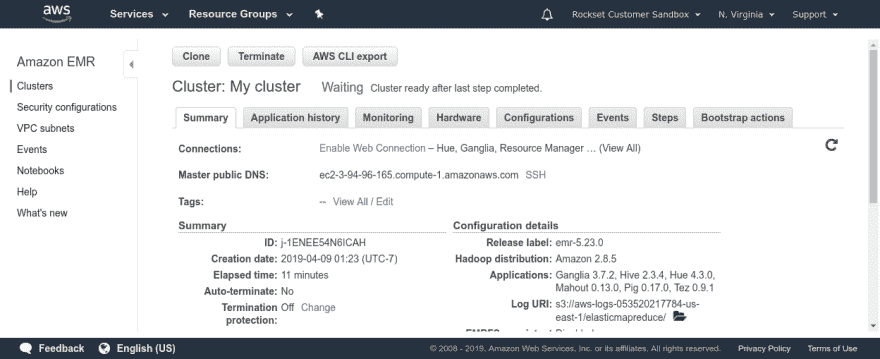 aws Services Resource Groups Rockset Customer Sandbox N. Virginia Support
Amazon EMR
Clusters
Security configurations
VPC subnets
Events
Notebooks
Help
What's new
Clone Terminate AWS CLI export
Cluster: My cluster Waiting Cluster ready after last step completed.
Summary Application history Monitoring Hardware Configurations Events Steps Bootstrap actions
Connections: Enable Web Connection – Hue, Ganglia, Resource Manager ... (View All)
Master public DNS: ec2-3-94-96-165.compute-1.amazonaws.com SSH
Tags: -- View All / Edit
Summary
ID: j-1ENEE54N6ICAH
Creation date: 2019-04-09 01:23 (UTC-7)
Elapsed time: 11 minutes
Auto-terminate: No
Termination Off Change
protection:
Configuration details
Release label: emr-5.23.0
Hadoop distribution: Amazon 2.8.5
Applications: Ganglia 3.7.2, Hive 2.3.4, Hue 4.3.0,
Mahout 0.13.0, Pig 0.17.0, Tez 0.9.1
Log URI: s3://aws-logs-053520217784-us-
east-1/elasticmapreduce/
Feedback English (US) © 2008 - 2019, Amazon Web Services, Inc. or its affiliates. All rights reserved. Privacy Policy Terms of Use